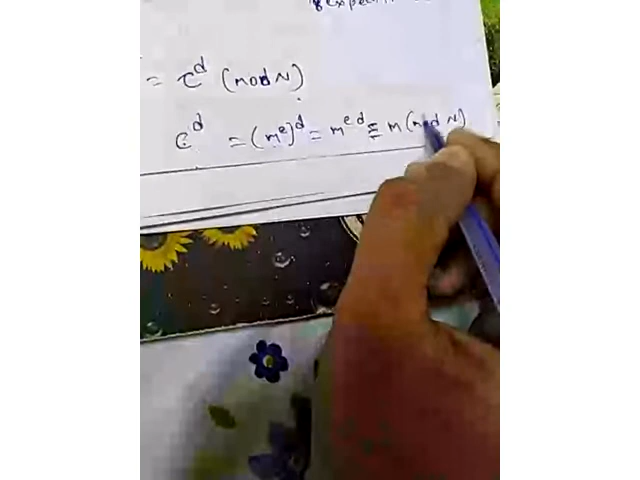 = c^d (mod N)
c^d = (m^e)^d = m^ed ≡ m (mod N)